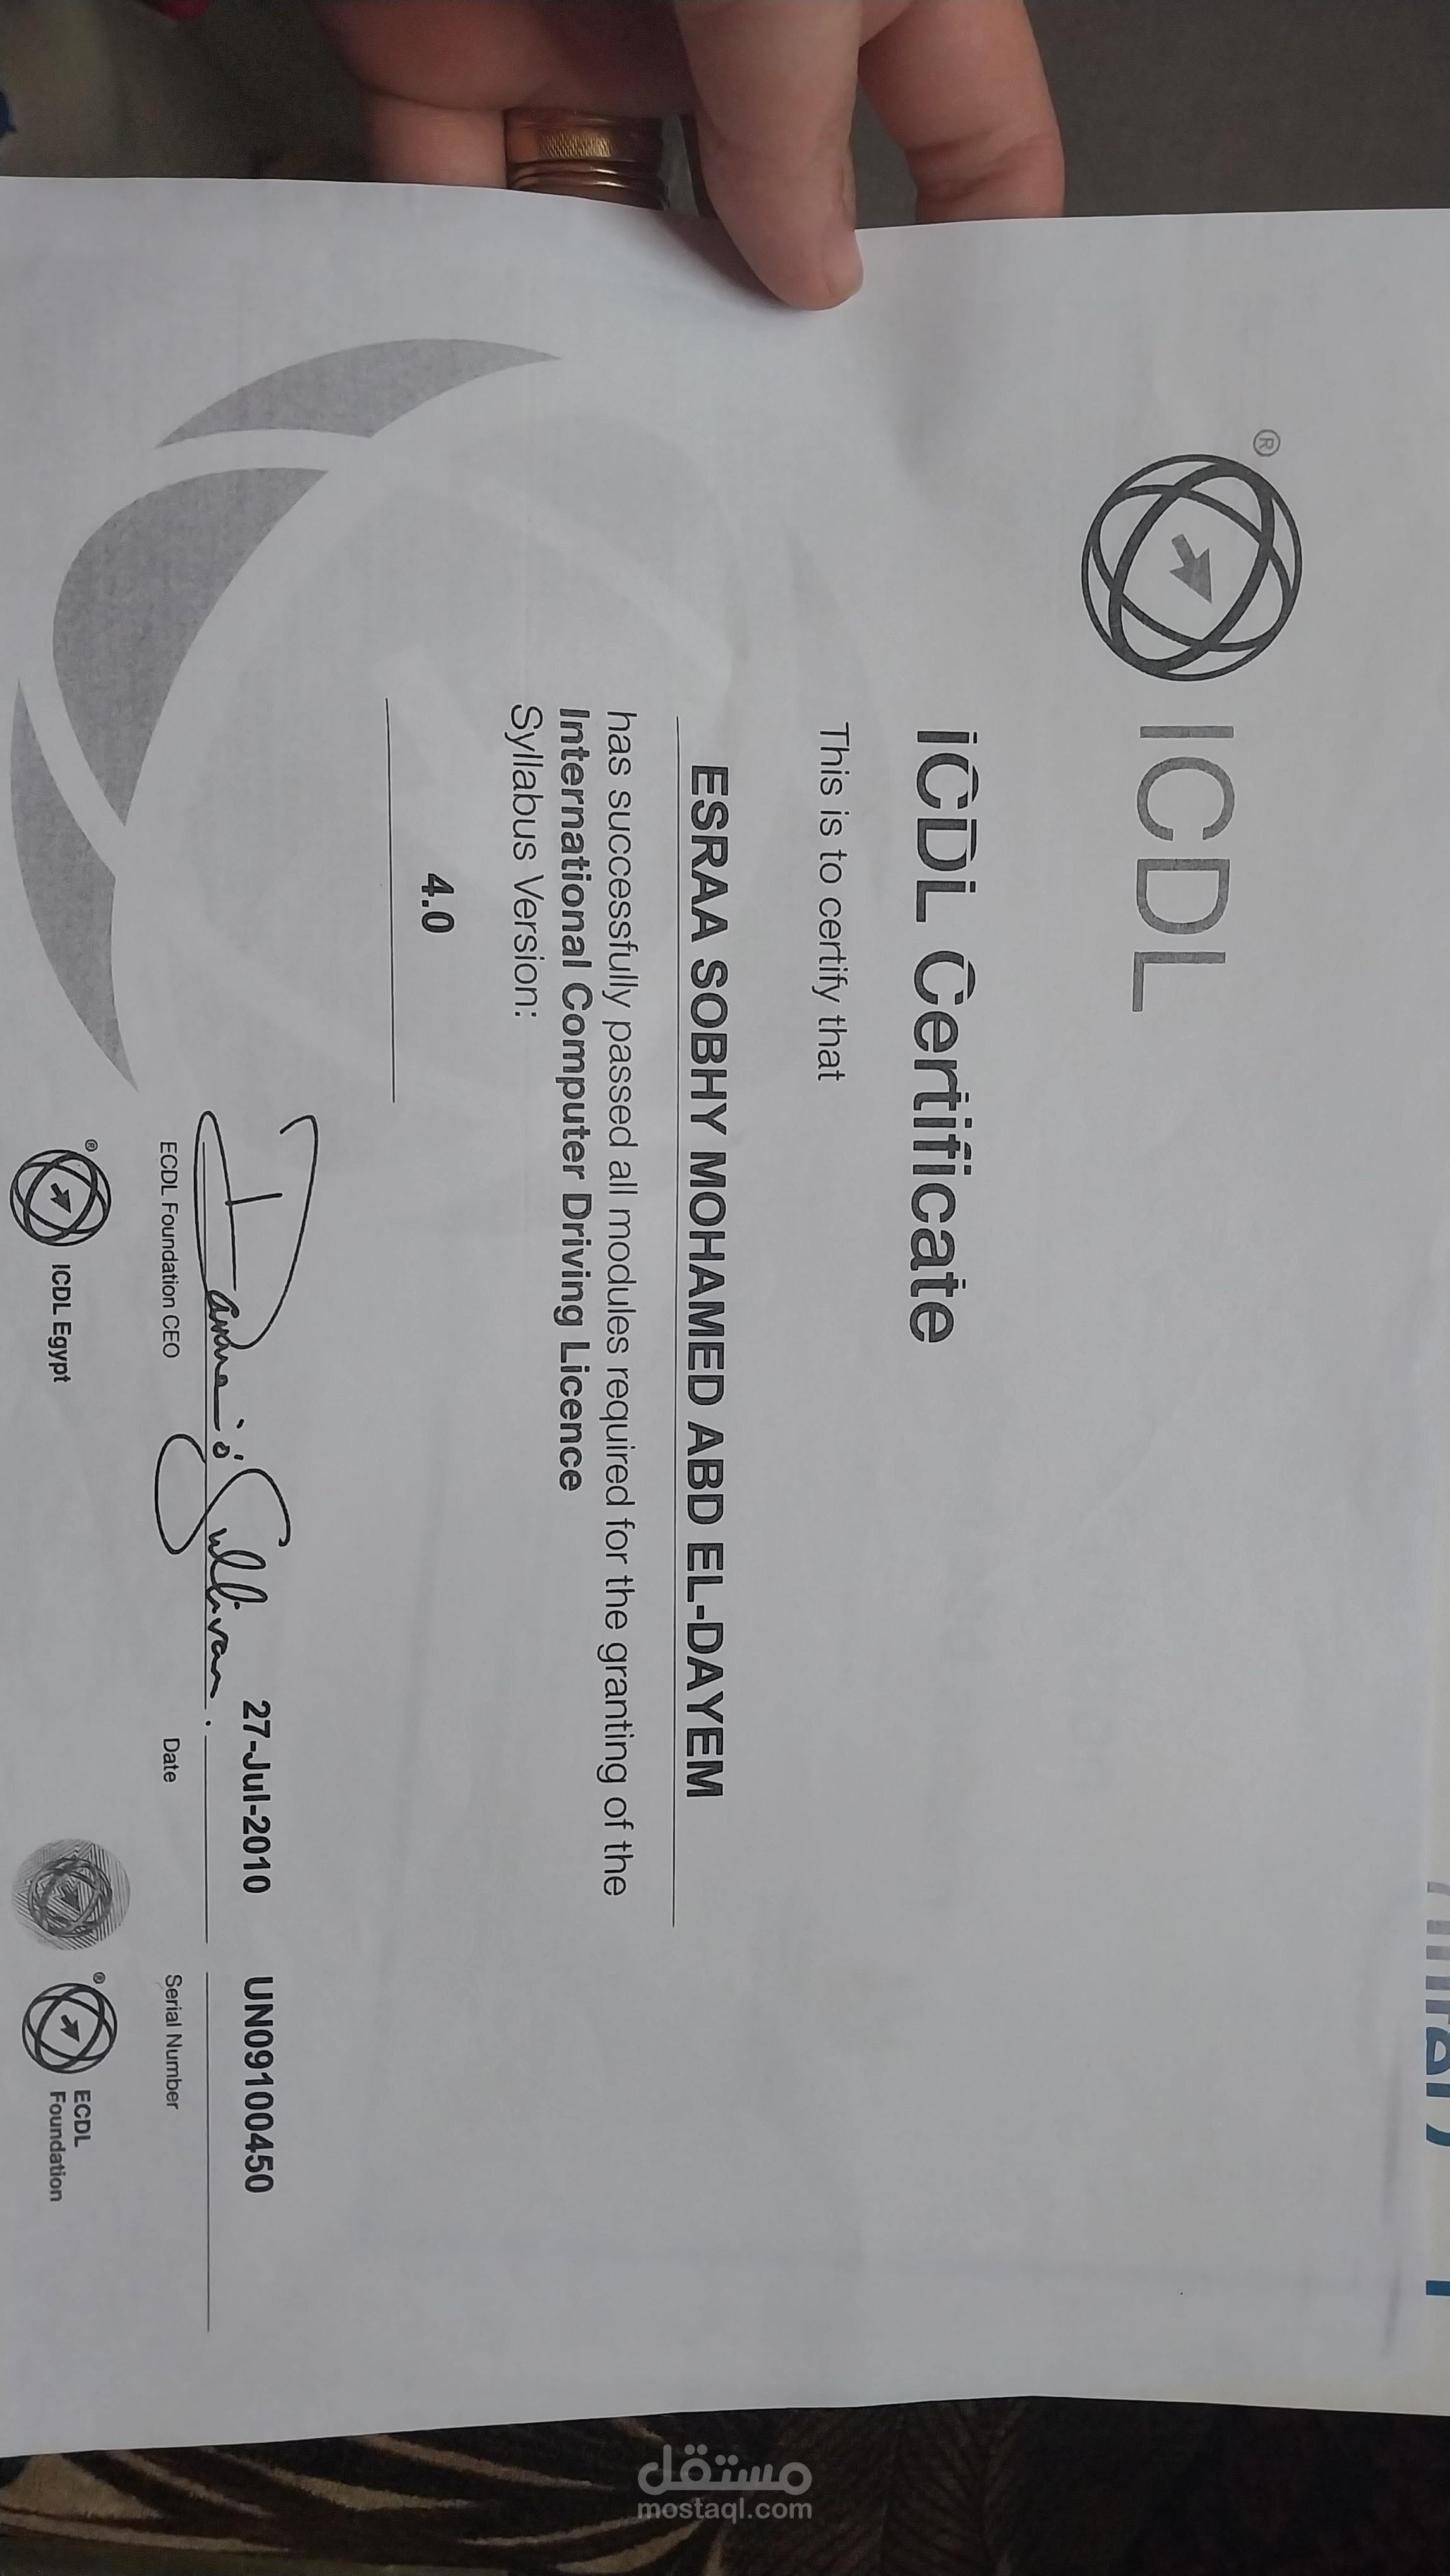 ® ICDL
ICDL Certificate
This is to certify that
ESRAA SOBHY MOHAMED ABD EL-DAYEM
has successfully passed all modules required for the granting of the
International Computer Driving Licence
Syllabus Version:
4.0
27-Jul-2010
UN09100450
ECDL Foundation CEO
Date
Serial Number
® ICDL Egypt
® ECDL
Foundation
مستقل
mostaql.com